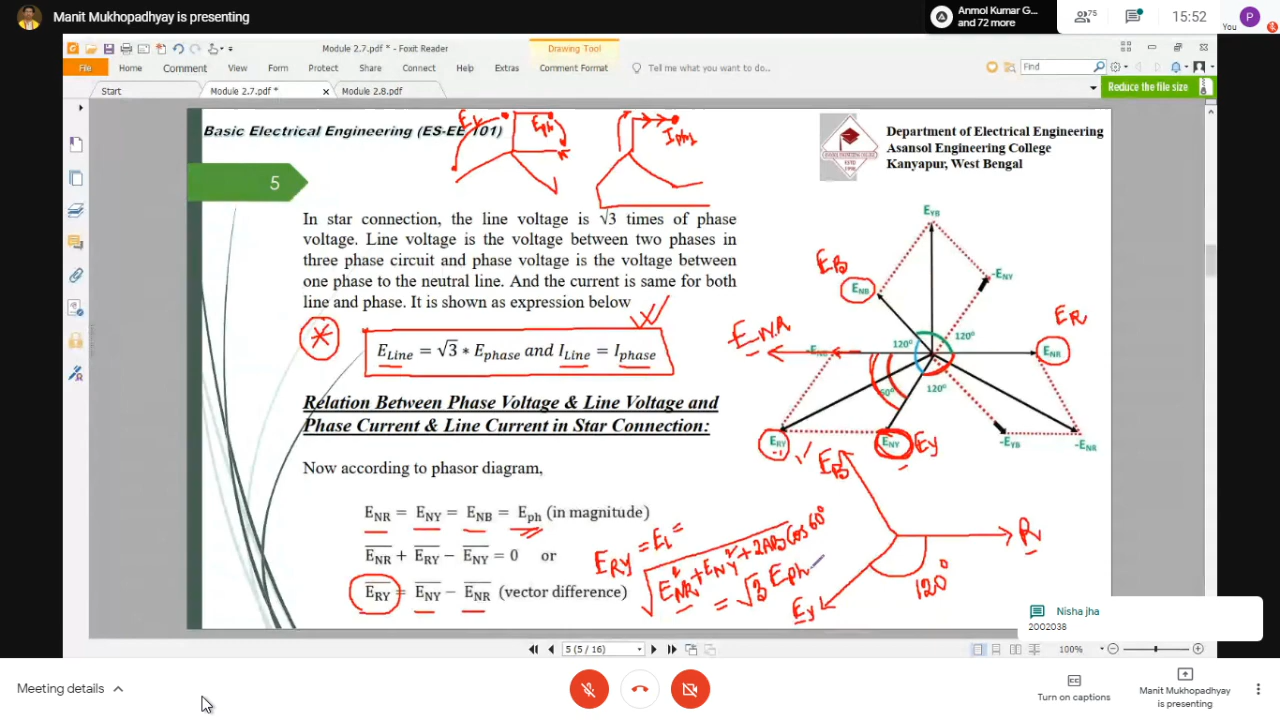 Manit Mukhopadhyay is presenting
Anmol Kumar G...
and 72 more
75
15:52
You
P
Module 2.7.pdf * - Foxit Reader
Drawing Tool
File
Home
Comment
View
Form
Protect
Share
Connect
Help
Extras
Comment Format
Tell me what you want to do...
Find
Start
Module 2.7.pdf *
Module 2.8.pdf
Reduce the file size
Basic Electrical Engineering (ES-EE 101)
EL
Eph
Iph1
Department of Electrical Engineering
Asansol Engineering College
Kanyapur, West Bengal
5
In star connection, the line voltage is √3 times of phase
voltage. Line voltage is the voltage between two phases in
three phase circuit and phase voltage is the voltage between
one phase to the neutral line. And the current is same for both
line and phase. It is shown as expression below
E_Line = √3 * E_phase and I_Line = I_phase
Relation Between Phase Voltage & Line Voltage and
Phase Current & Line Current in Star Connection:
Now according to phasor diagram,
E_NR = E_NY = E_NB = E_ph (in magnitude)
E_NR + E_RY − E_NY = 0 or
E_RY = E_NY − E_NR (vector difference)
E_YB
EB
E_NB
-E_NY
ER
E_NR
120°
120°
120°
60°
E_RY
E_NY
Ey
-E_YB
-E_NR
EB
R
120°
Ey
E_RY = E_L =
= √3 Eph
Nisha jha
2002038
5 (5 / 16)
100%
Meeting details
Turn on captions
Manit Mukhopadhyay
is presenting